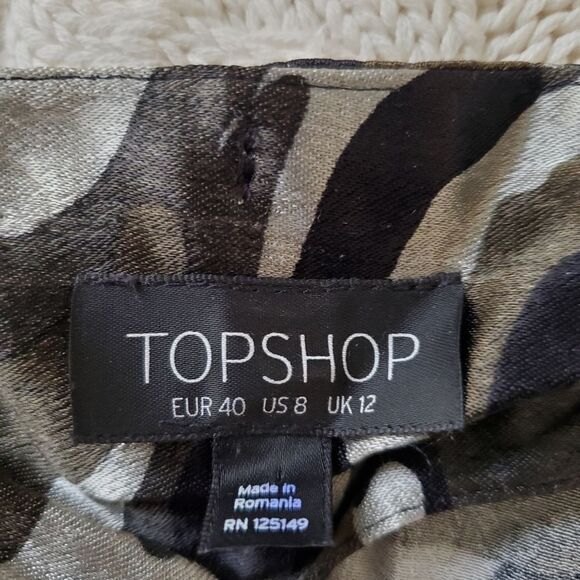 TOPSHOP
EUR 40 US 8 UK 12
Made in
Romania
RN 125149